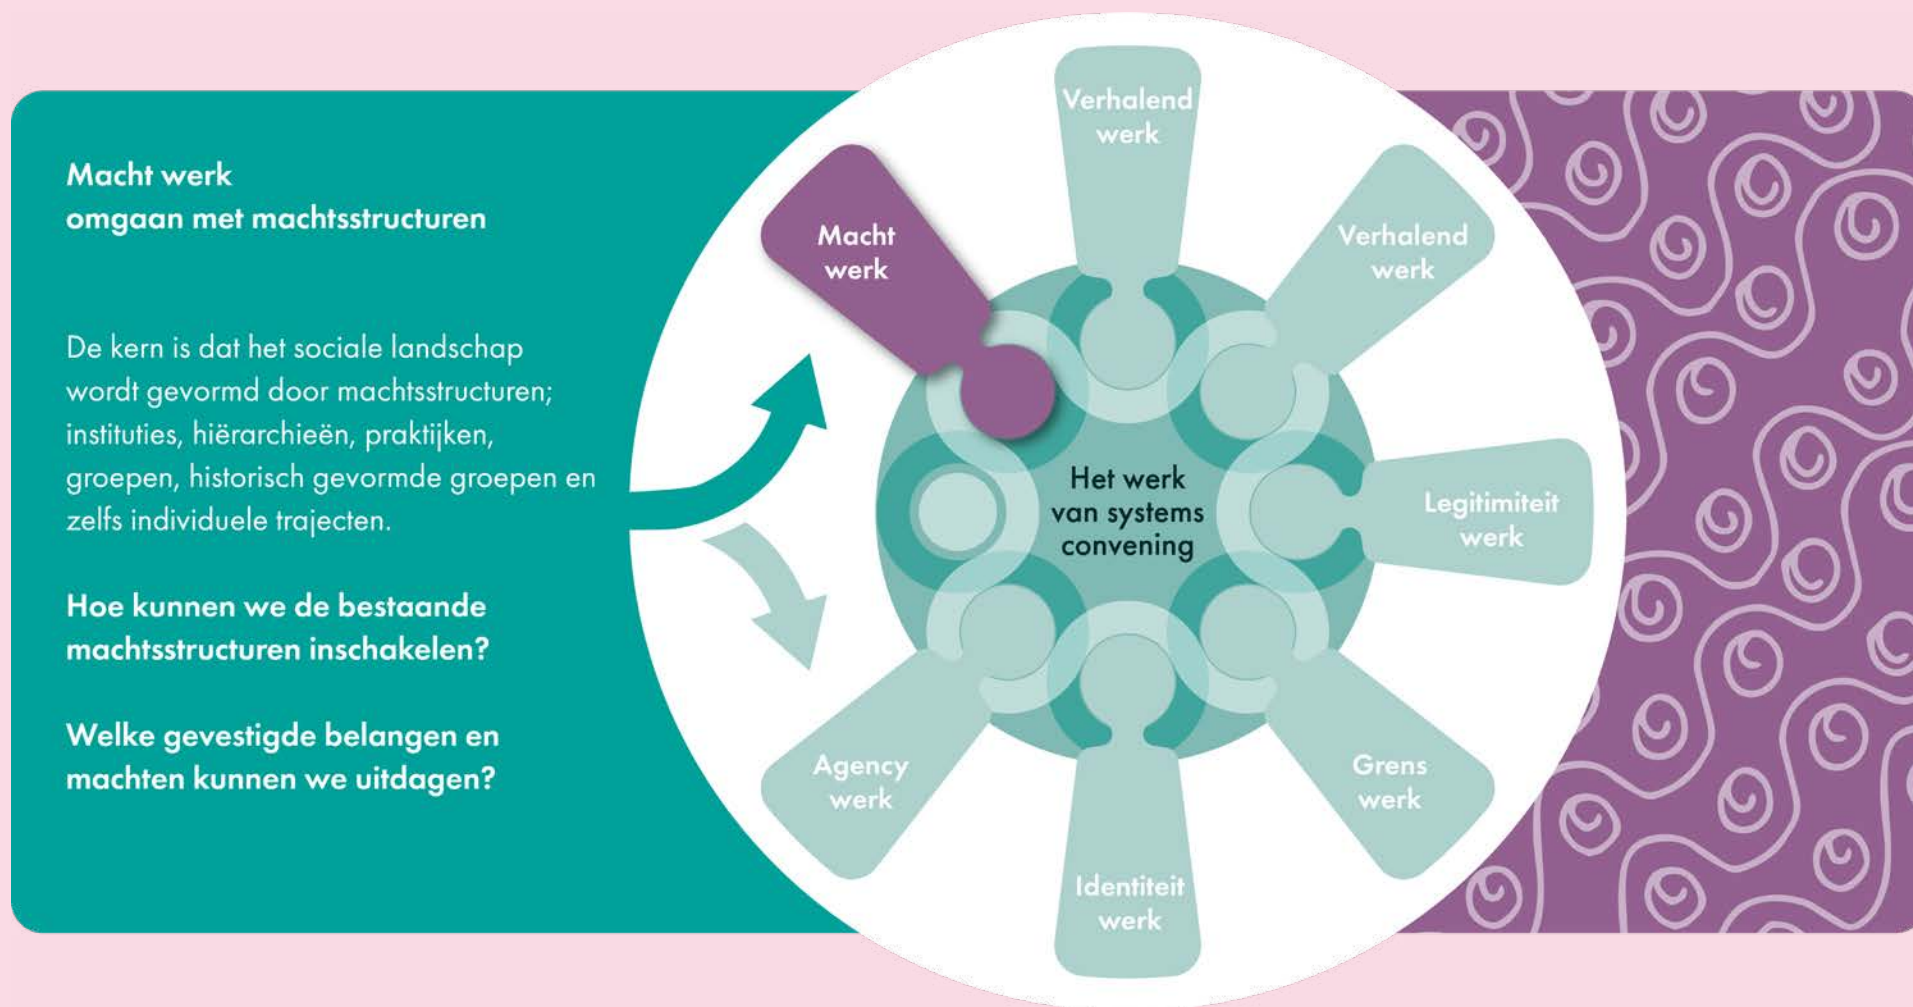 Macht werk
omgaan met machtsstructuren
De kern is dat het sociale landschap
wordt gevormd door machtsstructuren;
instituties, hiërarchieën, praktijken,
groepen, historisch gevormde groepen en
zelfs individuele trajecten.
Hoe kunnen we de bestaande
machtsstructuren inschakelen?
Welke gevestigde belangen en
machten kunnen we uitdagen?
Verhalend
werk
Verhalend
werk
Legitimiteit
werk
Grens
werk
Identiteit
werk
Agency
werk
Macht
werk
Het werk
van systems
convening